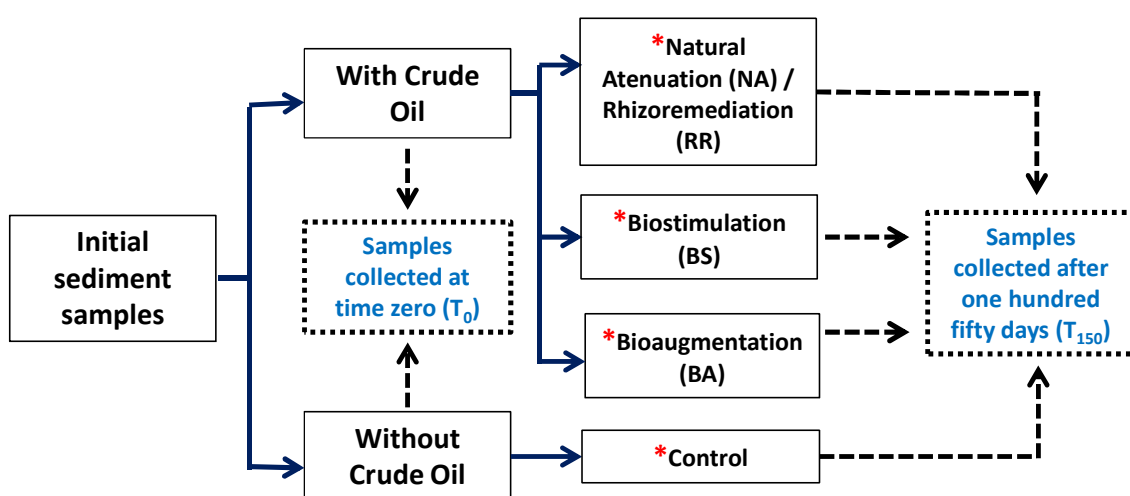 Initial
sediment
samples
With Crude
Oil
Samples
collected at
time zero (T₀)
Without
Crude Oil
*Natural
Atenuation (NA) /
Rhizoremediation
(RR)
*Biostimulation
(BS)
*Bioaugmentation
(BA)
*Control
Samples
collected after
one hundred
fifty days (T₁₅₀)